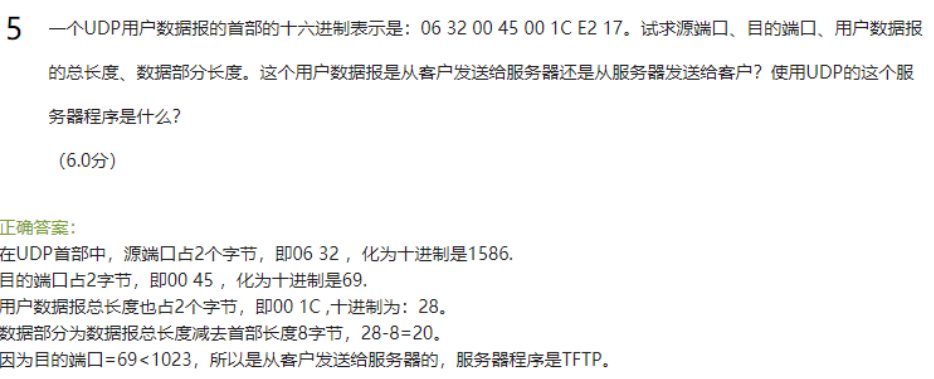 5 一个UDP用户数据报的首部的十六进制表示是：06 32 00 45 00 1C E2 17。试求源端口、目的端口、用户数据报
的总长度、数据部分长度。这个用户数据报是从客户发送给服务器还是从服务器发送给客户？使用UDP的这个服
务器程序是什么？
（6.0分）
正确答案：
在UDP首部中，源端口占2个字节，即06 32 ，化为十进制是1586.
目的端口占2字节，即00 45 ，化为十进制是69.
用户数据报总长度也占2个字节，即00 1C ,十进制为：28。
数据部分为数据报总长度减去首部长度8字节，28-8=20。
因为目的端口=69<1023，所以是从客户发送给服务器的，服务器程序是TFTP。